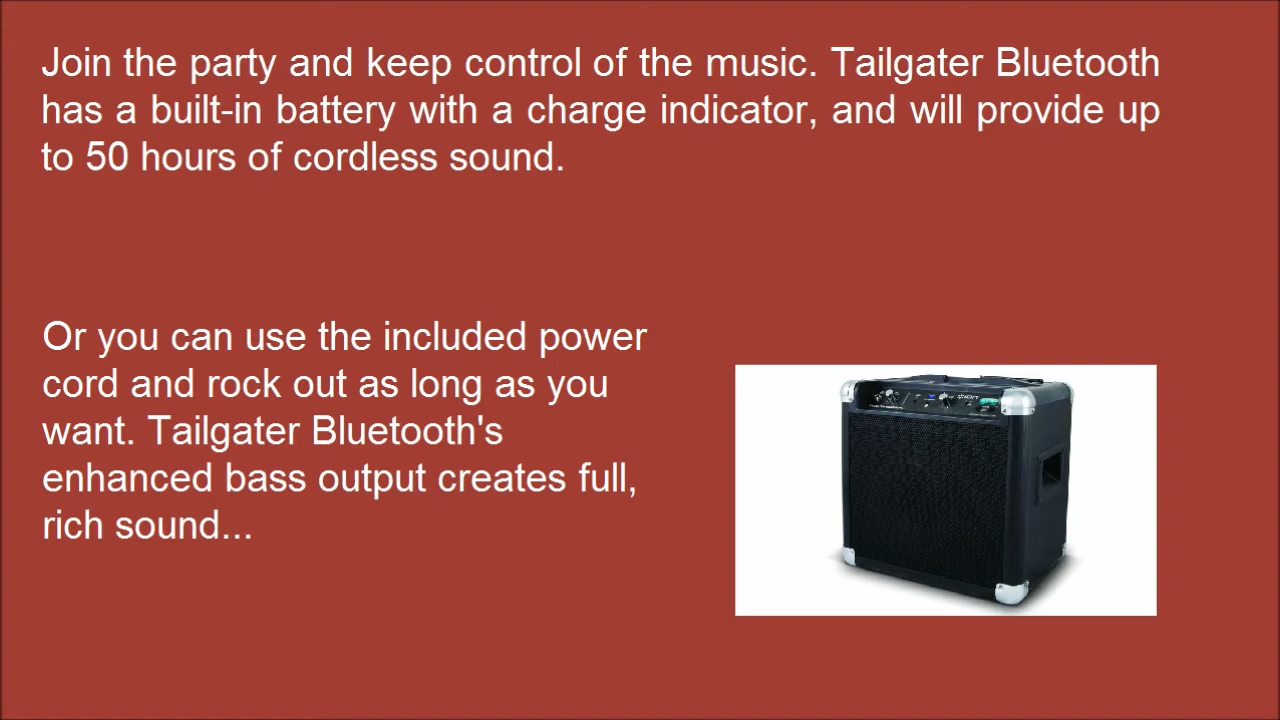 Join the party and keep control of the music. Tailgater Bluetooth
has a built-in battery with a charge indicator, and will provide up
to 50 hours of cordless sound.
Or you can use the included power
cord and rock out as long as you
want. Tailgater Bluetooth's
enhanced bass output creates full,
rich sound...